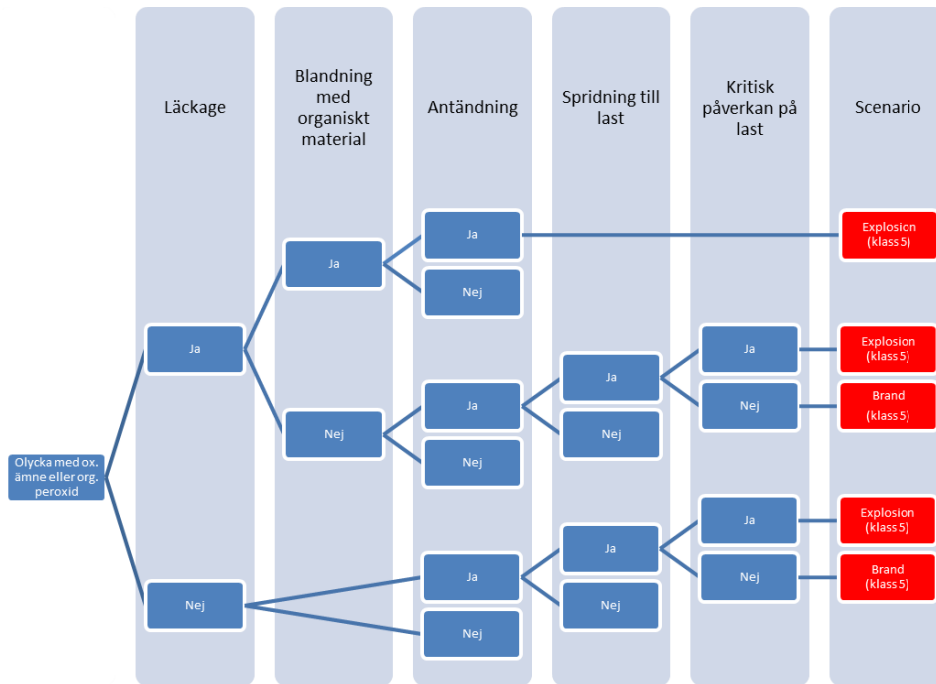 Läckage
Blandning
med
organiskt
material
Antändning
Spridning till
last
Kritisk
påverkan på
last
Scenario
Ja
Explosion
(klass 5)
Ja
Nej
Ja
Ja
Explosion
(klass 5)
Ja
Ja
Nej
Brand
(klass 5)
Nej
Nej
Nej
Olycka med ox.
ämne eller org.
peroxid
Ja
Explosion
(klass 5)
Ja
Ja
Nej
Brand
(klass 5)
Nej
Nej
Nej